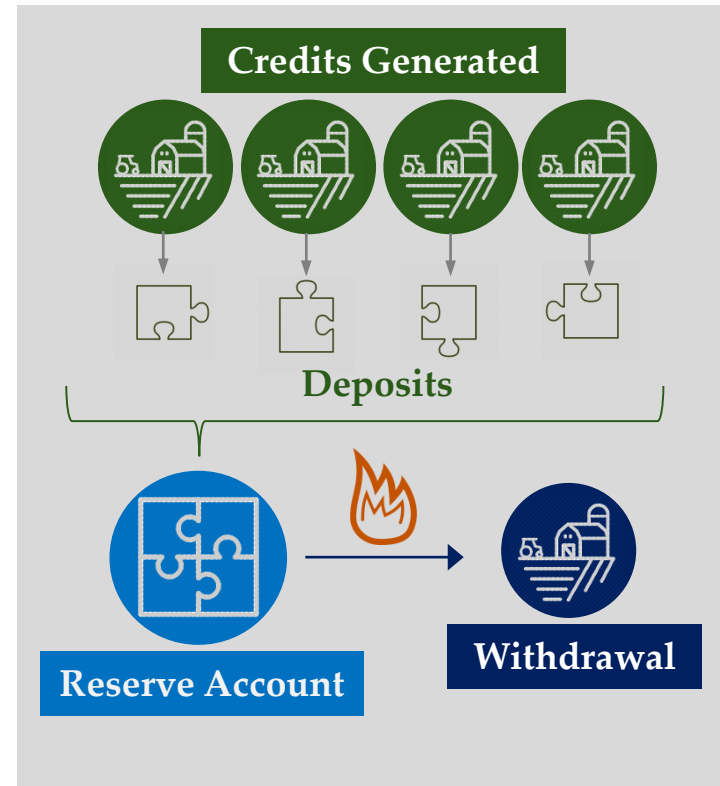 Credits Generated
Deposits
Withdrawal
Reserve Account